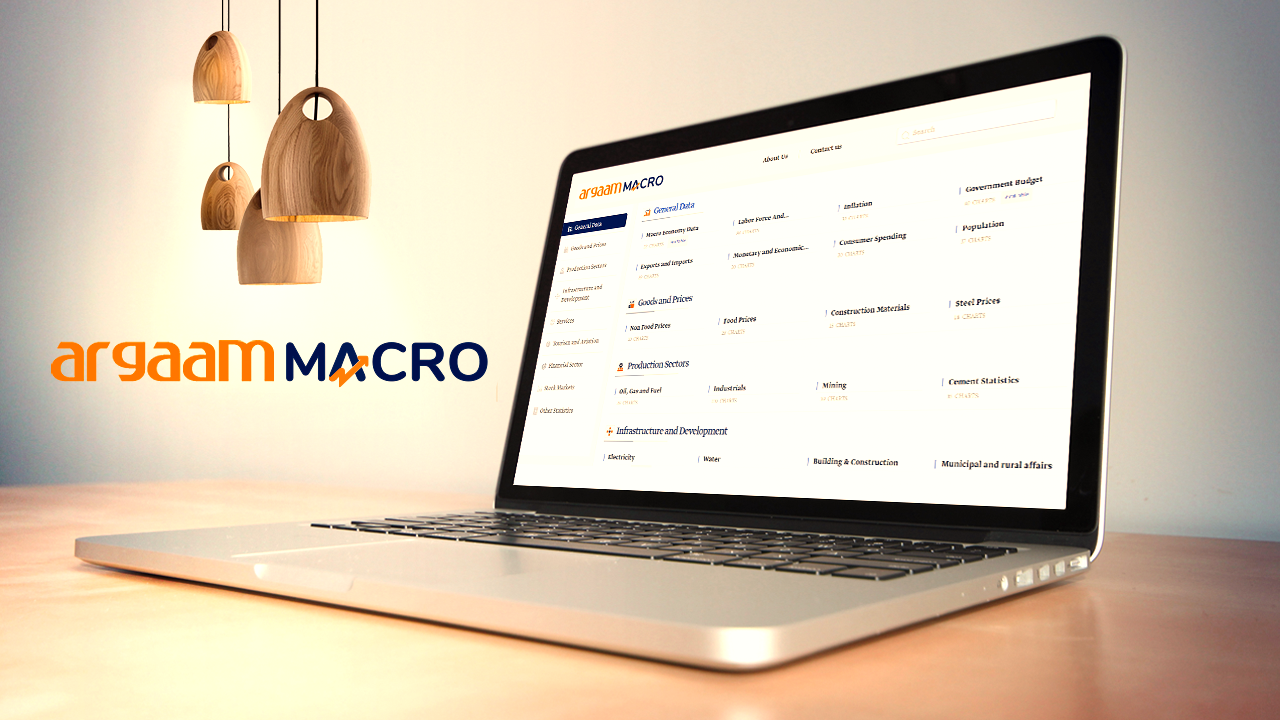 argaam MACRO
About Us
Contact us
Search
argaam MACRO
General Data
Goods and Prices
Production Sectors
Infrastructure and
Development
Services
Tourism and Aviation
Financial Sector
Stock Markets
Other Statistics
General Data
Macro Economy Data
Labor Force And...
Inflation
Government Budget
Exports and Imports
Monetary and Economic...
Consumer Spending
Population
Goods and Prices
Non Food Prices
Food Prices
Construction Materials
Steel Prices
Production Sectors
Oil, Gas and Fuel
Industrials
Mining
Cement Statistics
Infrastructure and Development
Electricity
Water
Building & Construction
Municipal and rural affairs